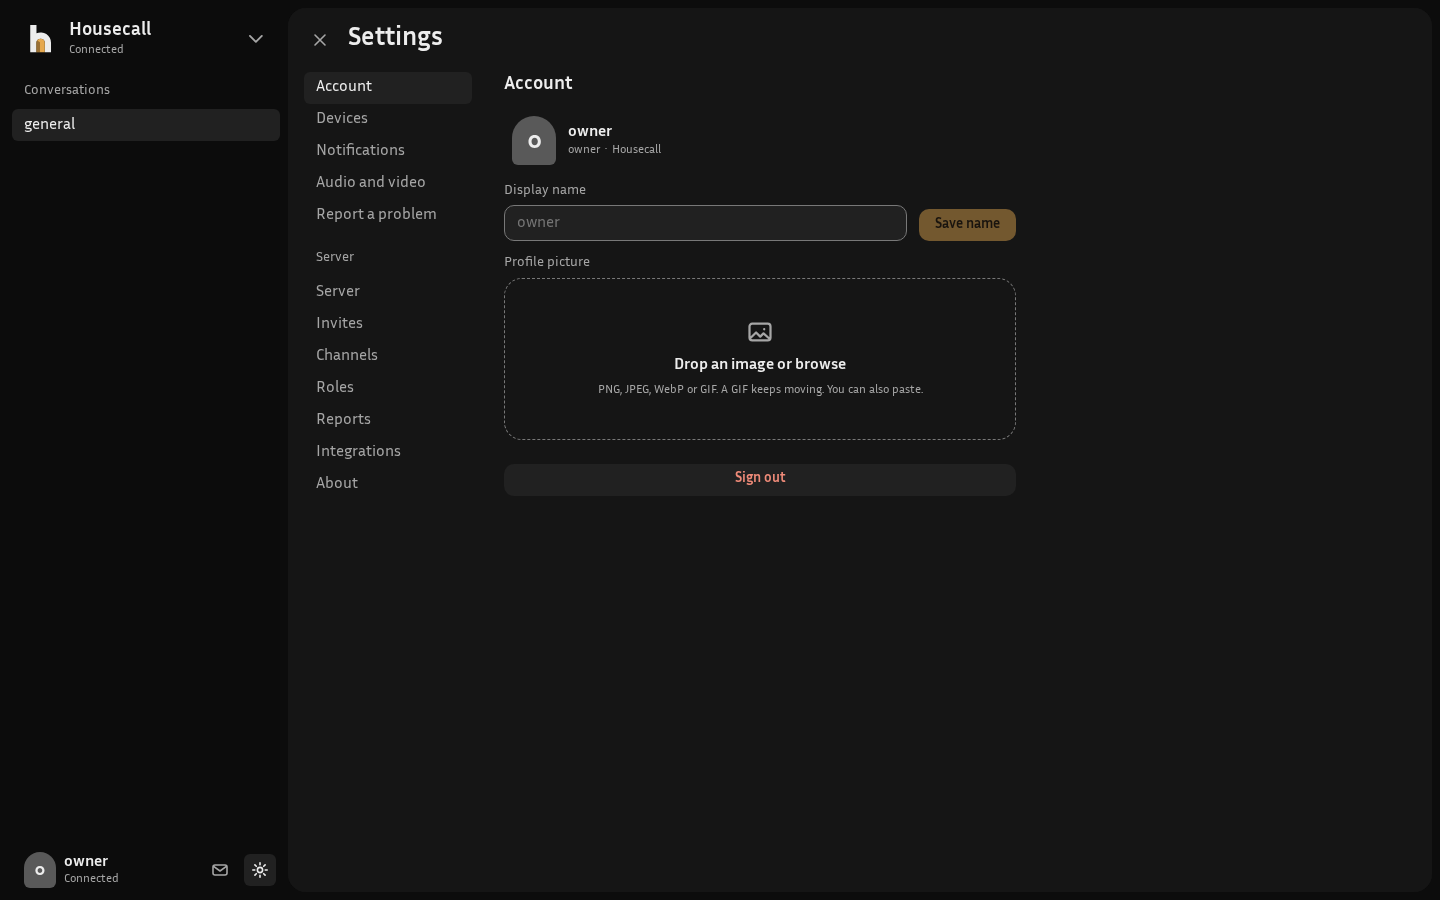 Housecall
Connected
Conversations
general
owner
Connected
Settings
Account
Devices
Notifications
Audio and video
Report a problem
Server
Server
Invites
Channels
Roles
Reports
Integrations
About
Account
o
owner
owner · Housecall
Display name
owner
Save name
Profile picture
Drop an image or browse
PNG, JPEG, WebP or GIF. A GIF keeps moving. You can also paste.
Sign out
o